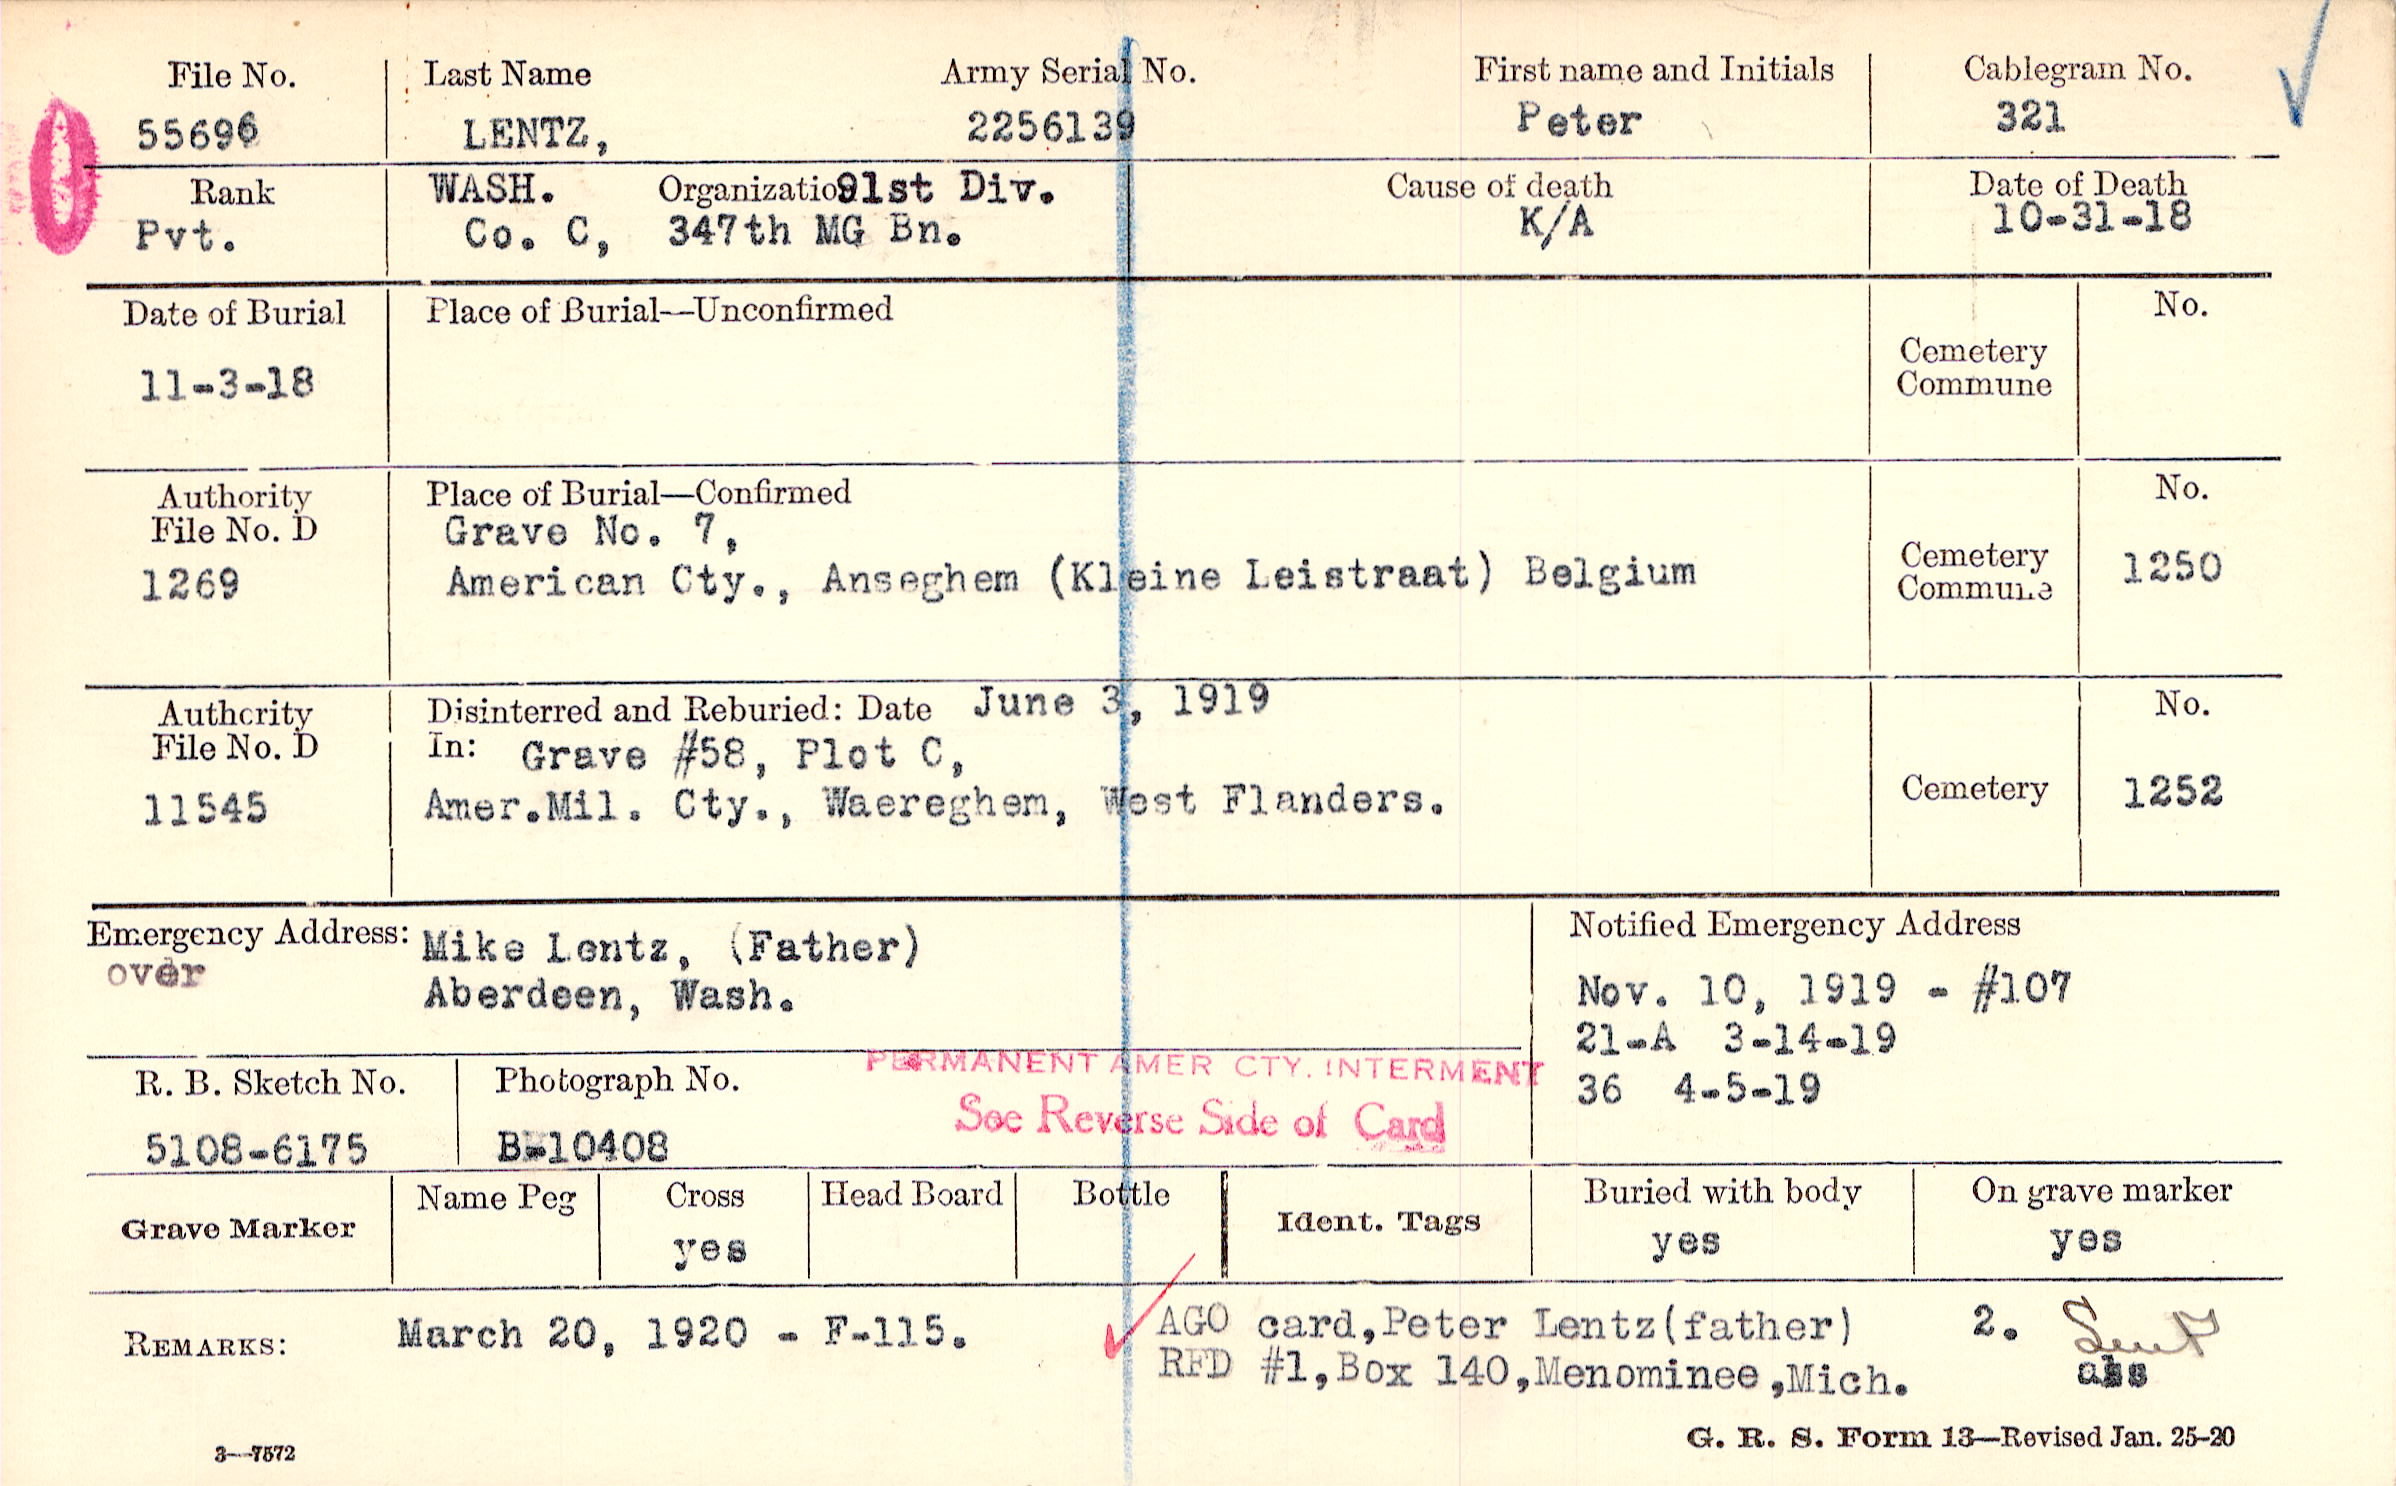 File No. Last Name Army Serial No. First name and Initials Cablegram No.
55696 LENTZ, 2256139 Peter 321
Rank WASH. Organizatio 91st Div. Cause of death Date of Death
Pvt. Co. C, 347th MG Bn. K/A 10-31-18
Date of Burial Place of Burial—Unconfirmed No.
Cemetery
Commune
11-3-18
Authority Place of Burial—Confirmed No.
File No. D Grave No. 7,
1269 American Cty., Anseghem (Kleine Leistraat) Belgium Cemetery 1250
Commune
Authority Disinterred and Reburied: Date June 3, 1919 No.
File No. D In: Grave #58, Plot C,
11545 Amer.Mil. Cty., Waereghem, West Flanders. Cemetery 1252
Emergency Address: Mike Lentz, (Father) Notified Emergency Address
over Aberdeen, Wash. Nov. 10, 1919 - #107
21-A 3-14-19
PERMANENT AMER CTY. INTERMENT
R. B. Sketch No. Photograph No. 36 4-5-19
See Reverse Side of Card
5108-6175 B-10408
Grave Marker Name Peg Cross Head Board Bottle Ident. Tags Buried with body On grave marker
yes yes yes
REMARKS: March 20, 1920 - F-115. AGO card,Peter Lentz(father) 2. Sent
RFD #1,Box 140,Menominee,Mich.
G. R. S. Form 13—Revised Jan. 25-20
3—7572